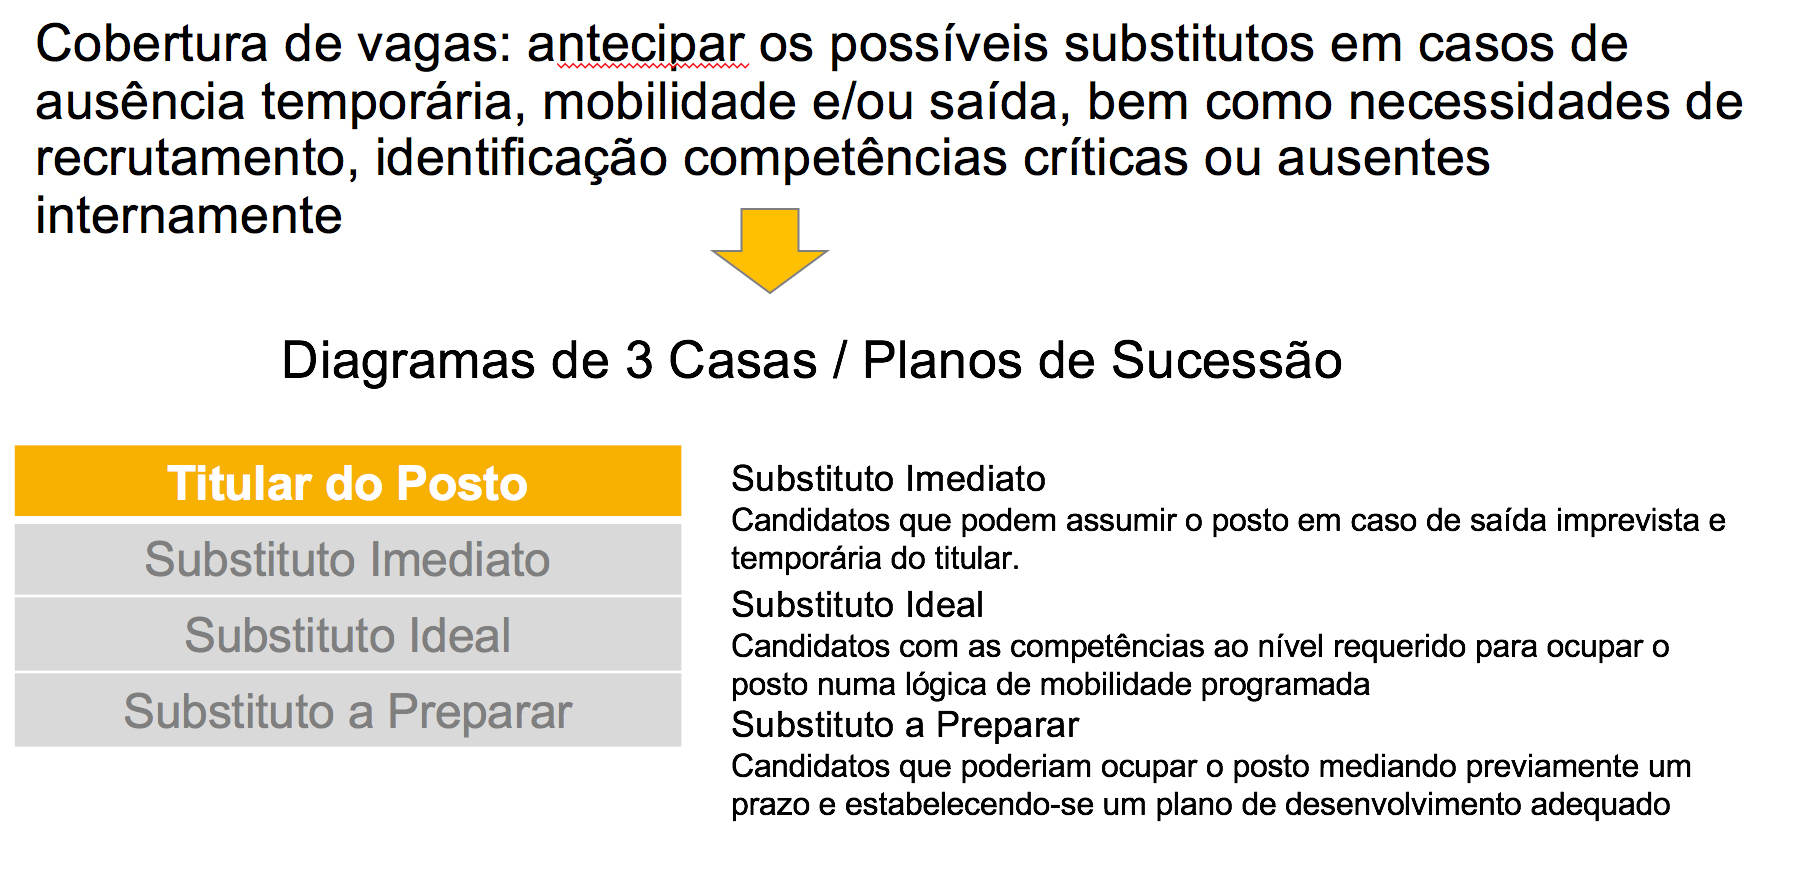 Cobertura de vagas: antecipar os possíveis substitutos em casos de
ausência temporária, mobilidade e/ou saída, bem como necessidades de
recrutamento, identificação competências críticas ou ausentes
internamente
Diagramas de 3 Casas / Planos de Sucessão
Titular do Posto
Substituto Imediato
Substituto Ideal
Substituto a Preparar
Substituto Imediato
Candidatos que podem assumir o posto em caso de saída imprevista e
temporária do titular.
Substituto Ideal
Candidatos com as competências ao nível requerido para ocupar o
posto numa lógica de mobilidade programada
Substituto a Preparar
Candidatos que poderiam ocupar o posto mediando previamente um
prazo e estabelecendo-se um plano de desenvolvimento adequado